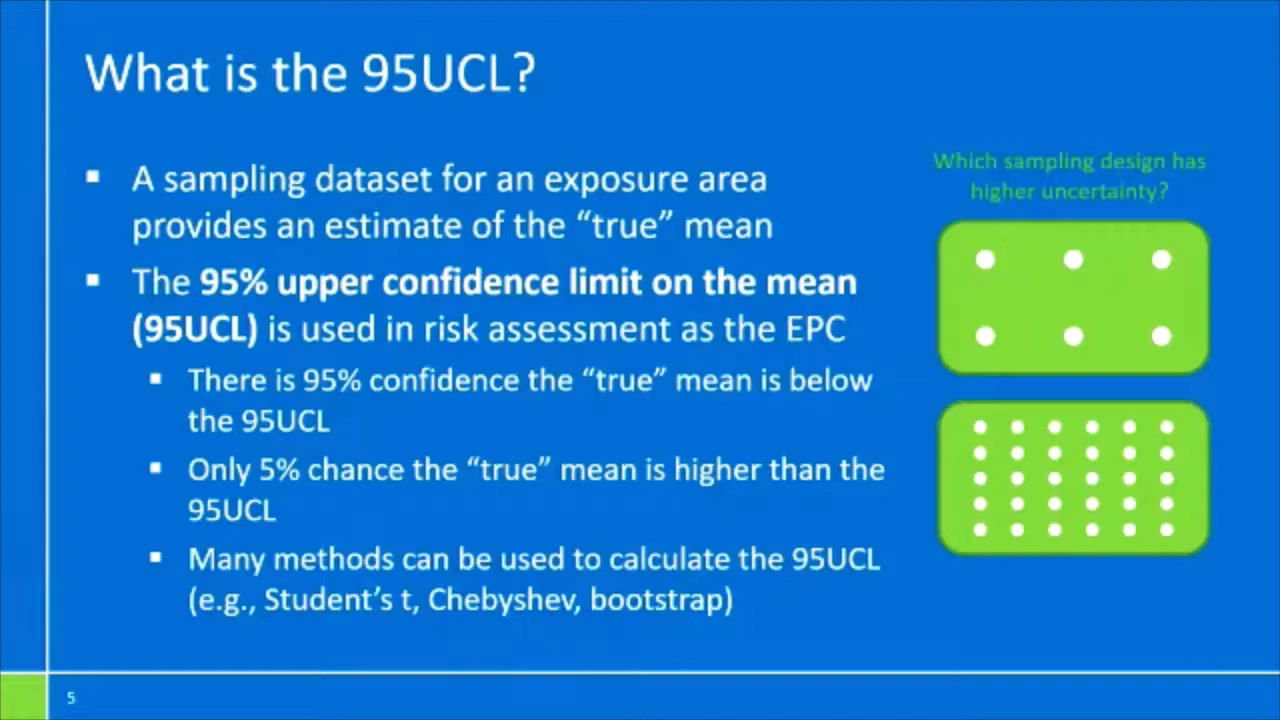 What is the 95UCL?
▪ A sampling dataset for an exposure area
provides an estimate of the “true” mean
▪ The 95% upper confidence limit on the mean
(95UCL) is used in risk assessment as the EPC
▪ There is 95% confidence the “true” mean is below
the 95UCL
▪ Only 5% chance the “true” mean is higher than the
95UCL
▪ Many methods can be used to calculate the 95UCL
(e.g., Student’s t, Chebyshev, bootstrap)
Which sampling design has
higher uncertainty?
5